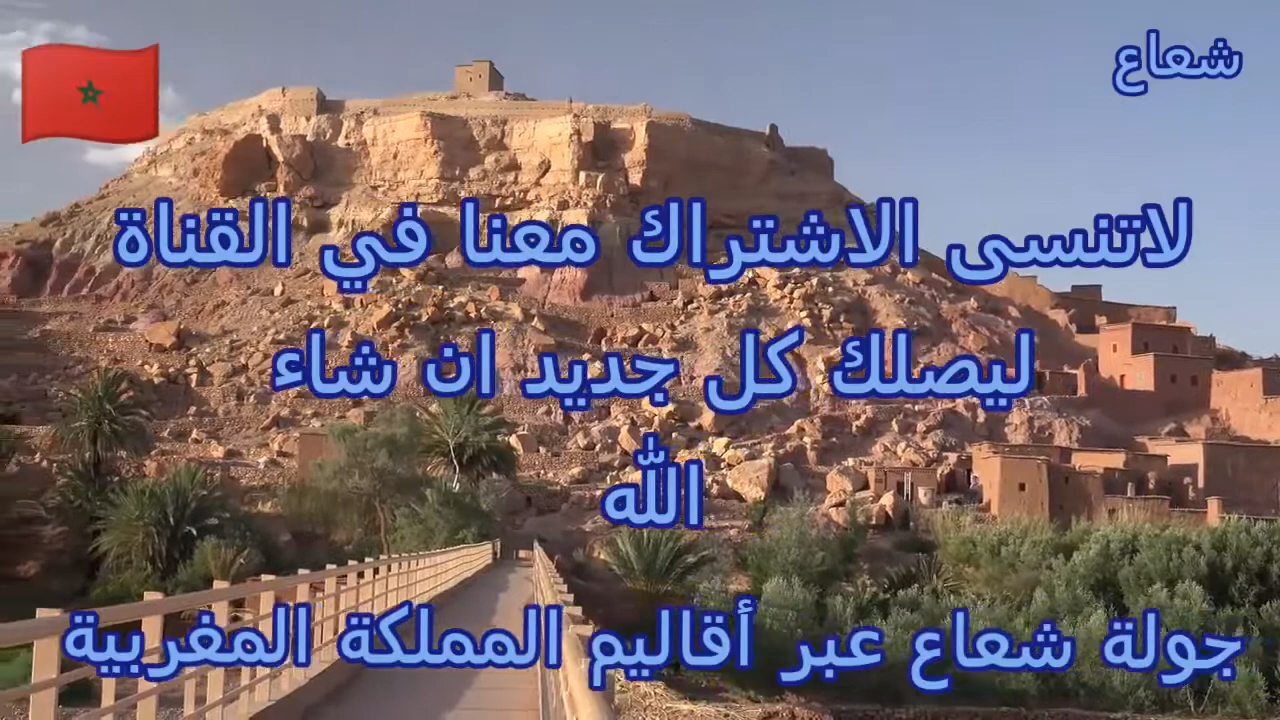 شعاع
لاتنسى الاشتراك معنا في القناة
ليصلك كل جديد ان شاء
الله
جولة شعاع عبر أقاليم المملكة المغربية